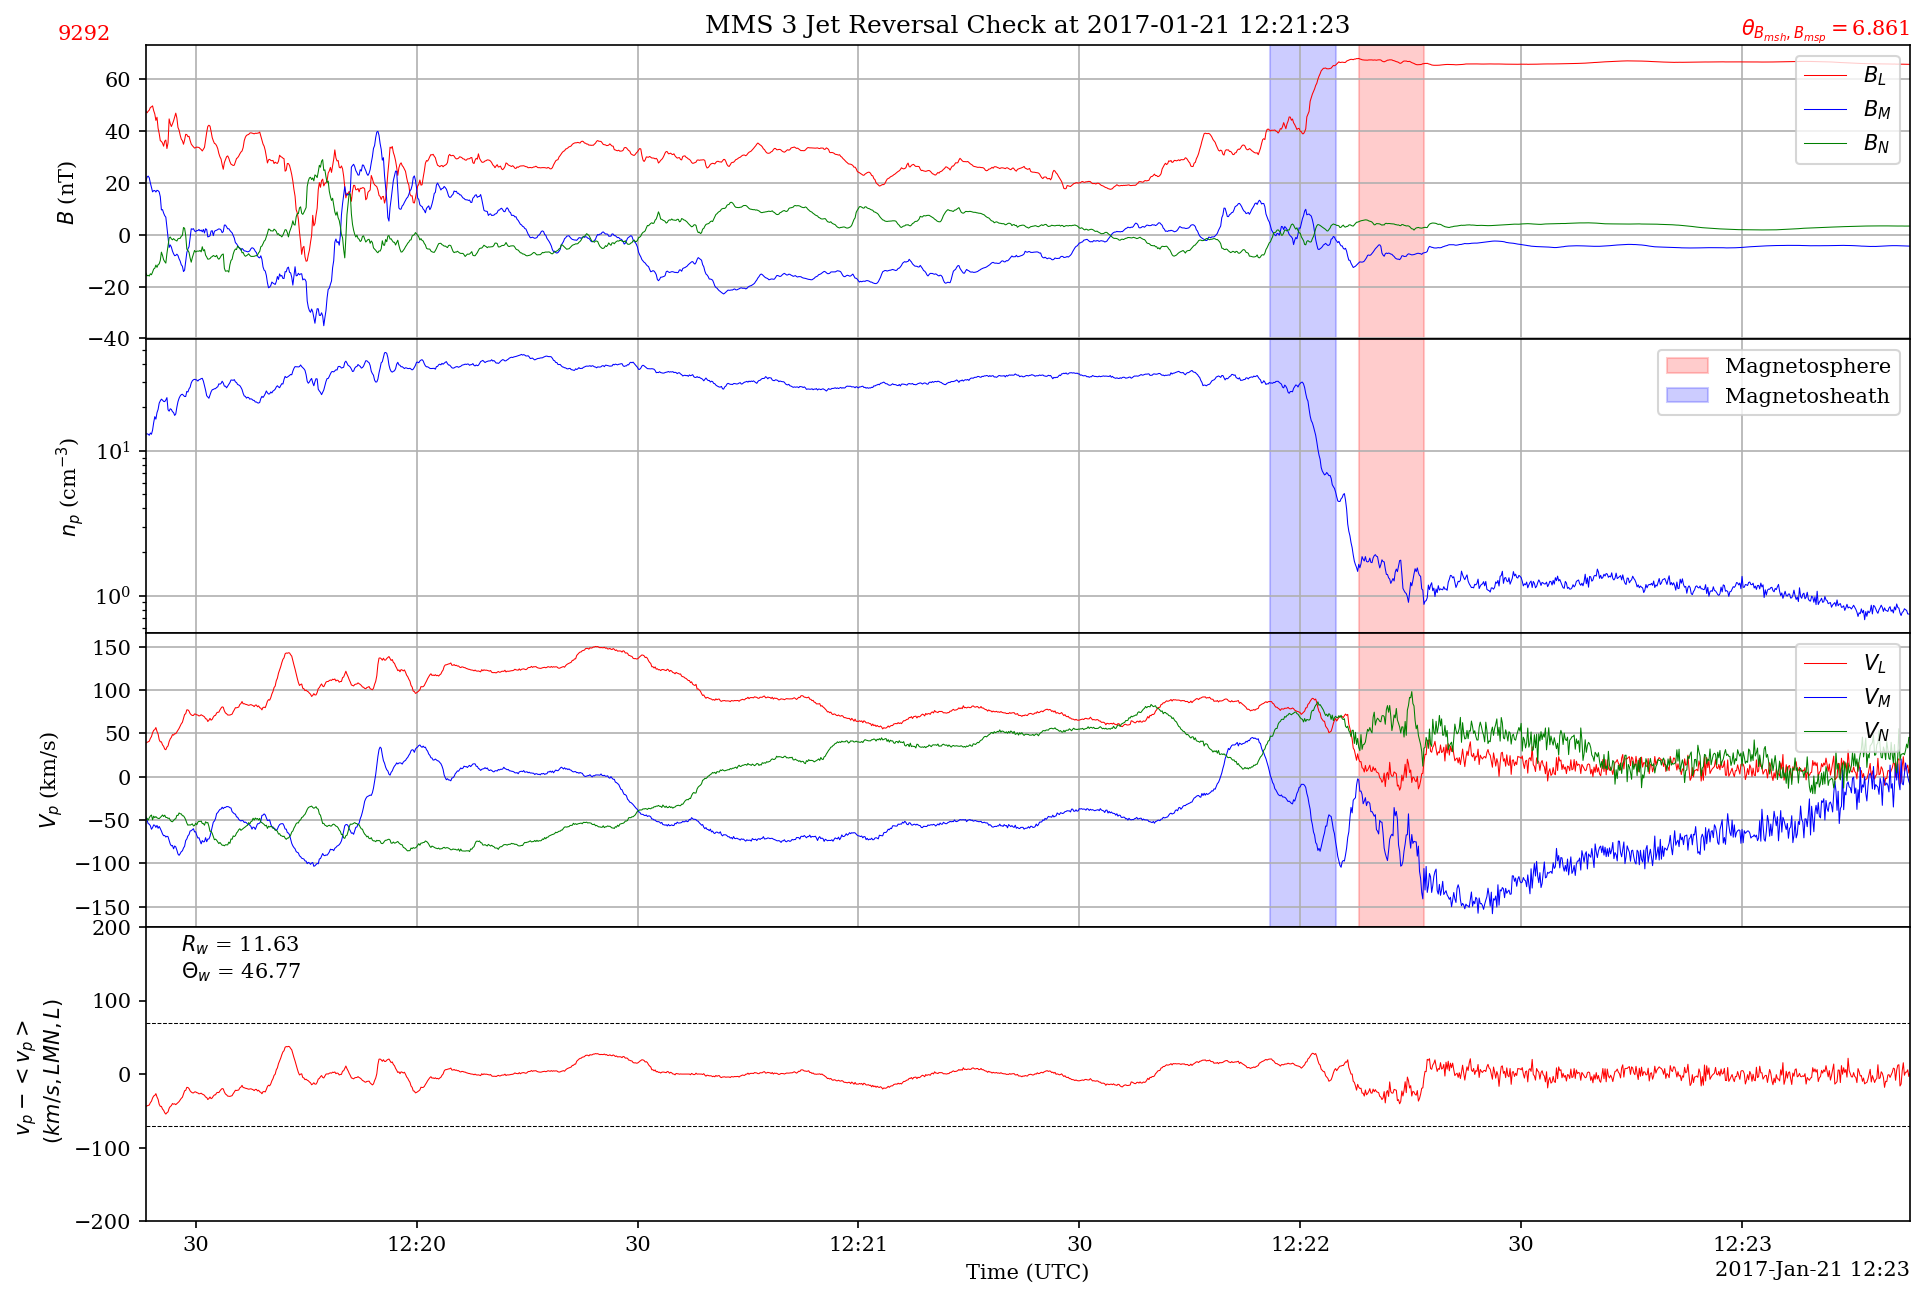 9292
MMS 3 Jet Reversal Check at 2017-01-21 12:21:23
θ_{B_{msh}, B_{msp}} = 6.861
B (nT)
60
40
20
0
−20
−40
B_L
B_M
B_N
n_p (cm^{−3})
10^1
10^0
Magnetosphere
Magnetosheath
V_p (km/s)
150
100
50
0
−50
−100
−150
V_L
V_M
V_N
v_p − < v_p >
(km/s, LMN, L)
200
100
0
−100
−200
R_w = 11.63
Θ_w = 46.77
30 12:20 30 12:21 30 12:22 30 12:23
Time (UTC)
2017-Jan-21 12:23